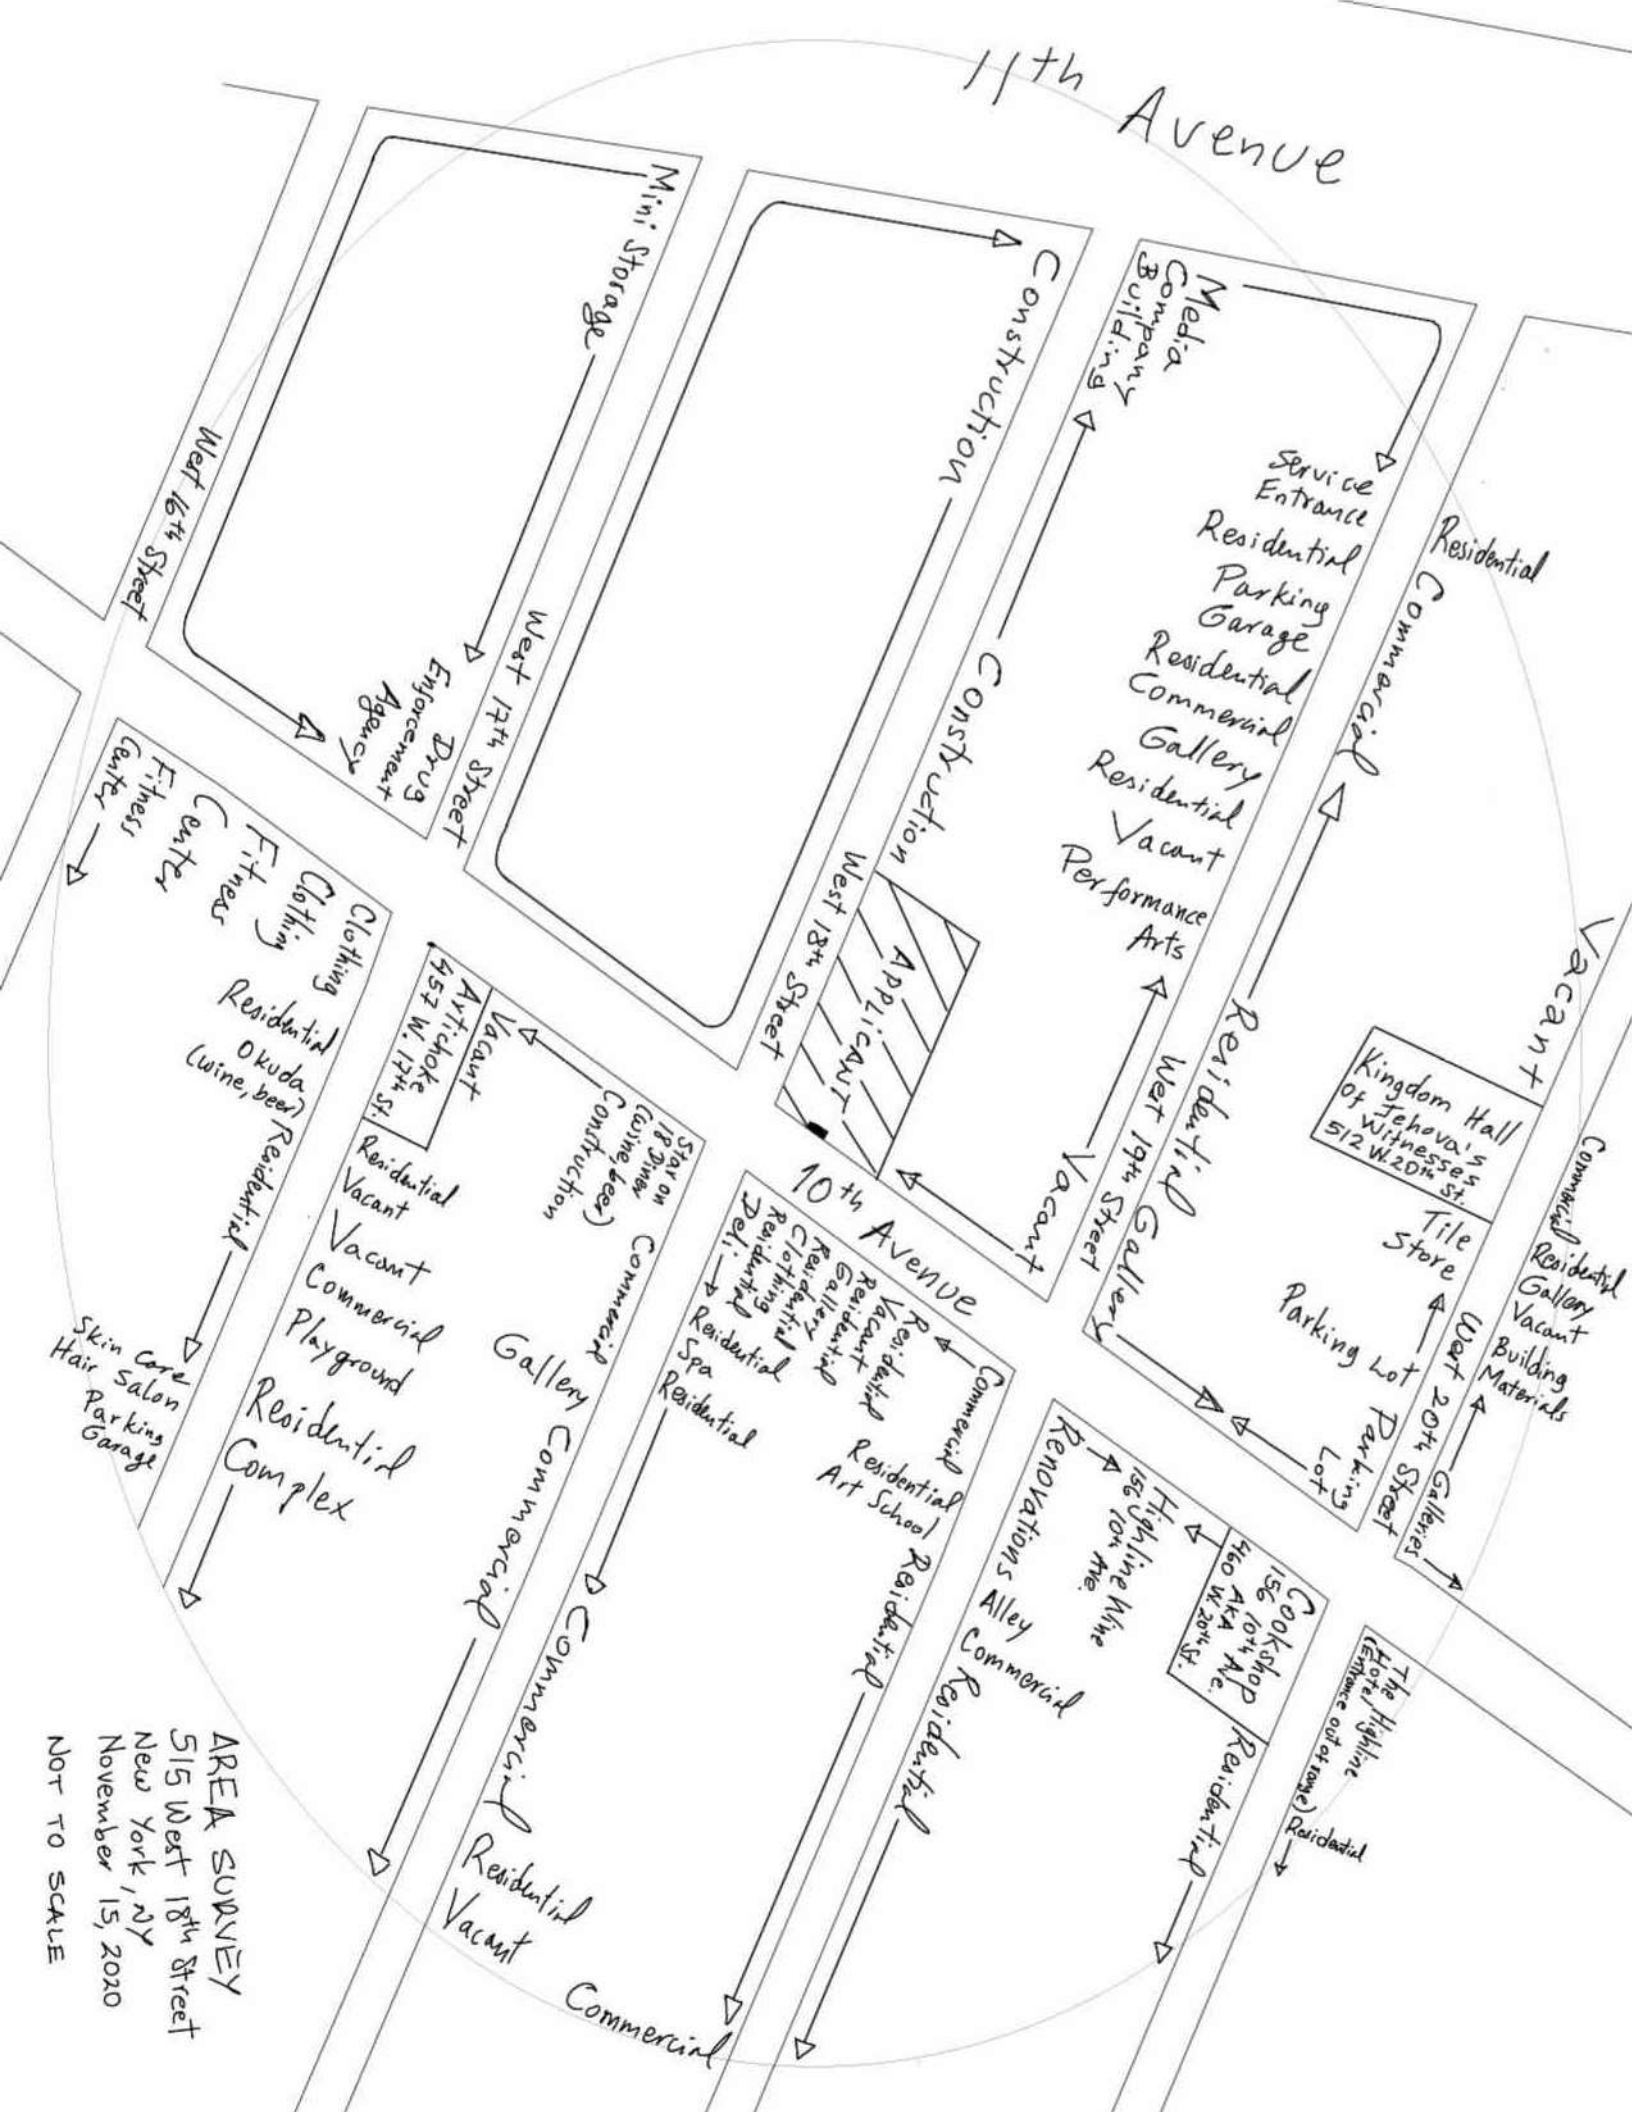 11th Avenue
Mini Storage
Drug
Enforcement
Agency
West 16th Street
West 17th Street
Construction
Media
Company
Building
Construction
APPLICANT
West 18th Street
Service
Entrance
Residential
Parking
Garage
Residential
Commercial
Gallery
Residential
Vacant
Performance
Arts
Vacant
West 19th Street
Residential
Commercial
Residential
Gallery
Gallery
Vacant
Kingdom Hall
Of Jehova's
Witnesses
512 W. 20th St.
Tile
Store
Parking Lot
Parking
Lot
West 20th Street
Commercial
Residential
Gallery
Vacant
Building
Materials
Galleries
10th Avenue
Fitness
Center
Fitness
Center
Clothing
Clothing
Residential
Okuda
(wine, beer)
Residential
Skin Care
Hair Salon
Parking
Garage
Artichoke
457 W. 17th St.
Vacant
Construction
Star on
18 Diner
(wine, beer)
Residential
Vacant
Vacant
Commercial
Playground
Residential
Complex
Commercial
Gallery
Commercial
Deli
Residential
Clothing
Residential
Gallery
Residential
Vacant
Residential
Commercial
Residential
Spa
Residential
Commercial
Residential
Vacant
Commercial
Residential
Art School
Residential
Renovations
Highline Wine
156 10th Ave.
Cookshop
156 10th Ave.
AKA
460 W. 20th St.
Alley
Commercial
Residential
Residential
The Highline
Hotel
(Entrance out of range)
Residential
AREA SURVEY
515 West 18th Street
New York, NY
November 15, 2020
NOT TO SCALE